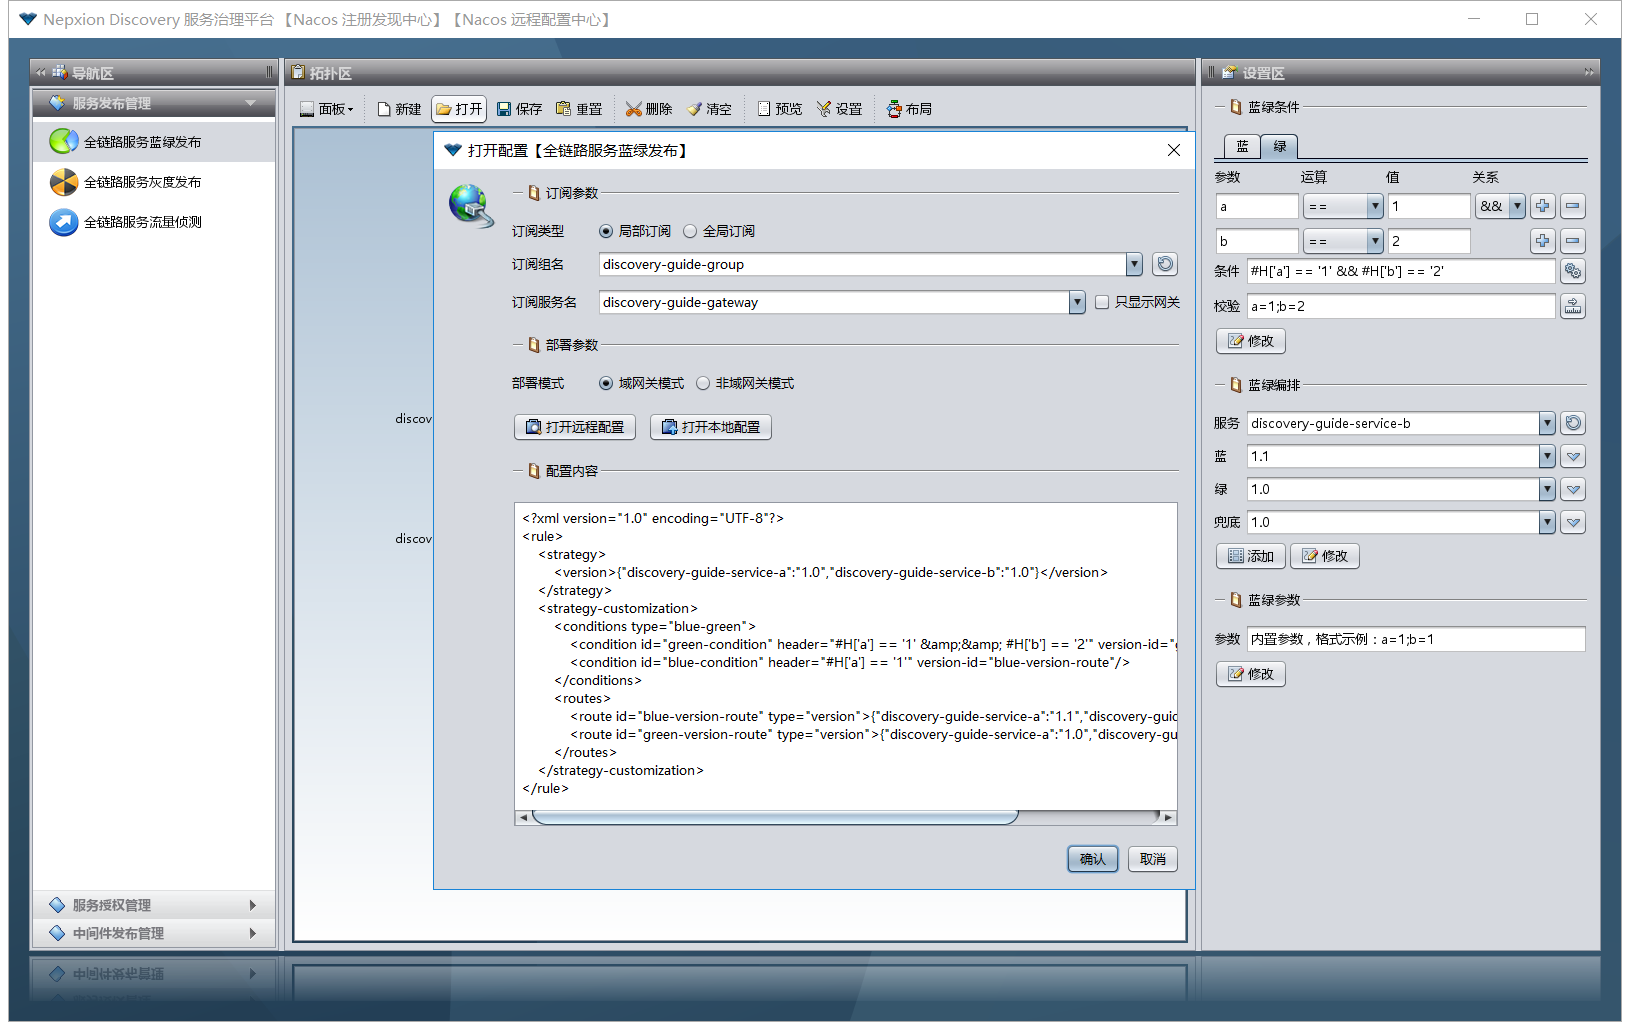 Nepxion Discovery 服务治理平台 【Nacos 注册发现中心】【Nacos 远程配置中心】
导航区
服务发布管理
全链路服务蓝绿发布
全链路服务灰度发布
全链路服务流量侦测
服务授权管理
中间件发布管理
拓扑区
面板 新建 打开 保存 重置 删除 清空 预览 设置 布局
discov
discov
打开配置【全链路服务蓝绿发布】
订阅参数
订阅类型 局部订阅 全局订阅
订阅组名 discovery-guide-group
订阅服务名 discovery-guide-gateway 只显示网关
部署参数
部署模式 域网关模式 非域网关模式
打开远程配置 打开本地配置
配置内容
<?xml version="1.0" encoding="UTF-8"?>
<rule>
<strategy>
<version>{"discovery-guide-service-a":"1.0","discovery-guide-service-b":"1.0"}</version>
</strategy>
<strategy-customization>
<conditions type="blue-green">
<condition id="green-condition" header="#H['a'] == '1' &amp;&amp; #H['b'] == '2'" version-id="g
<condition id="blue-condition" header="#H['a'] == '1'" version-id="blue-version-route"/>
</conditions>
<routes>
<route id="blue-version-route" type="version">{"discovery-guide-service-a":"1.1","discovery-guid
<route id="green-version-route" type="version">{"discovery-guide-service-a":"1.0","discovery-gu
</routes>
</strategy-customization>
</rule>
确认 取消
设置区
蓝绿条件
蓝 绿
参数 运算 值 关系
a == 1 &&
b == 2
条件 #H['a'] == '1' && #H['b'] == '2'
校验 a=1;b=2
修改
蓝绿编排
服务 discovery-guide-service-b
蓝 1.1
绿 1.0
兜底 1.0
添加 修改
蓝绿参数
参数 内置参数，格式示例：a=1;b=1
修改